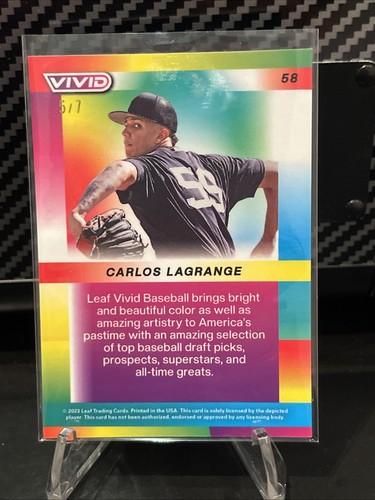 VIVID
58
5/7
59
CARLOS LAGRANGE
Leaf Vivid Baseball brings bright
and beautiful color as well as
amazing artistry to America's
pastime with an amazing selection
of top baseball draft picks,
prospects, superstars, and
all-time greats.
© 2023 Leaf Trading Cards. Printed in the USA. This card is solely licensed by the depicted
player. This card has not been authorized, endorsed or approved by any licensing body.